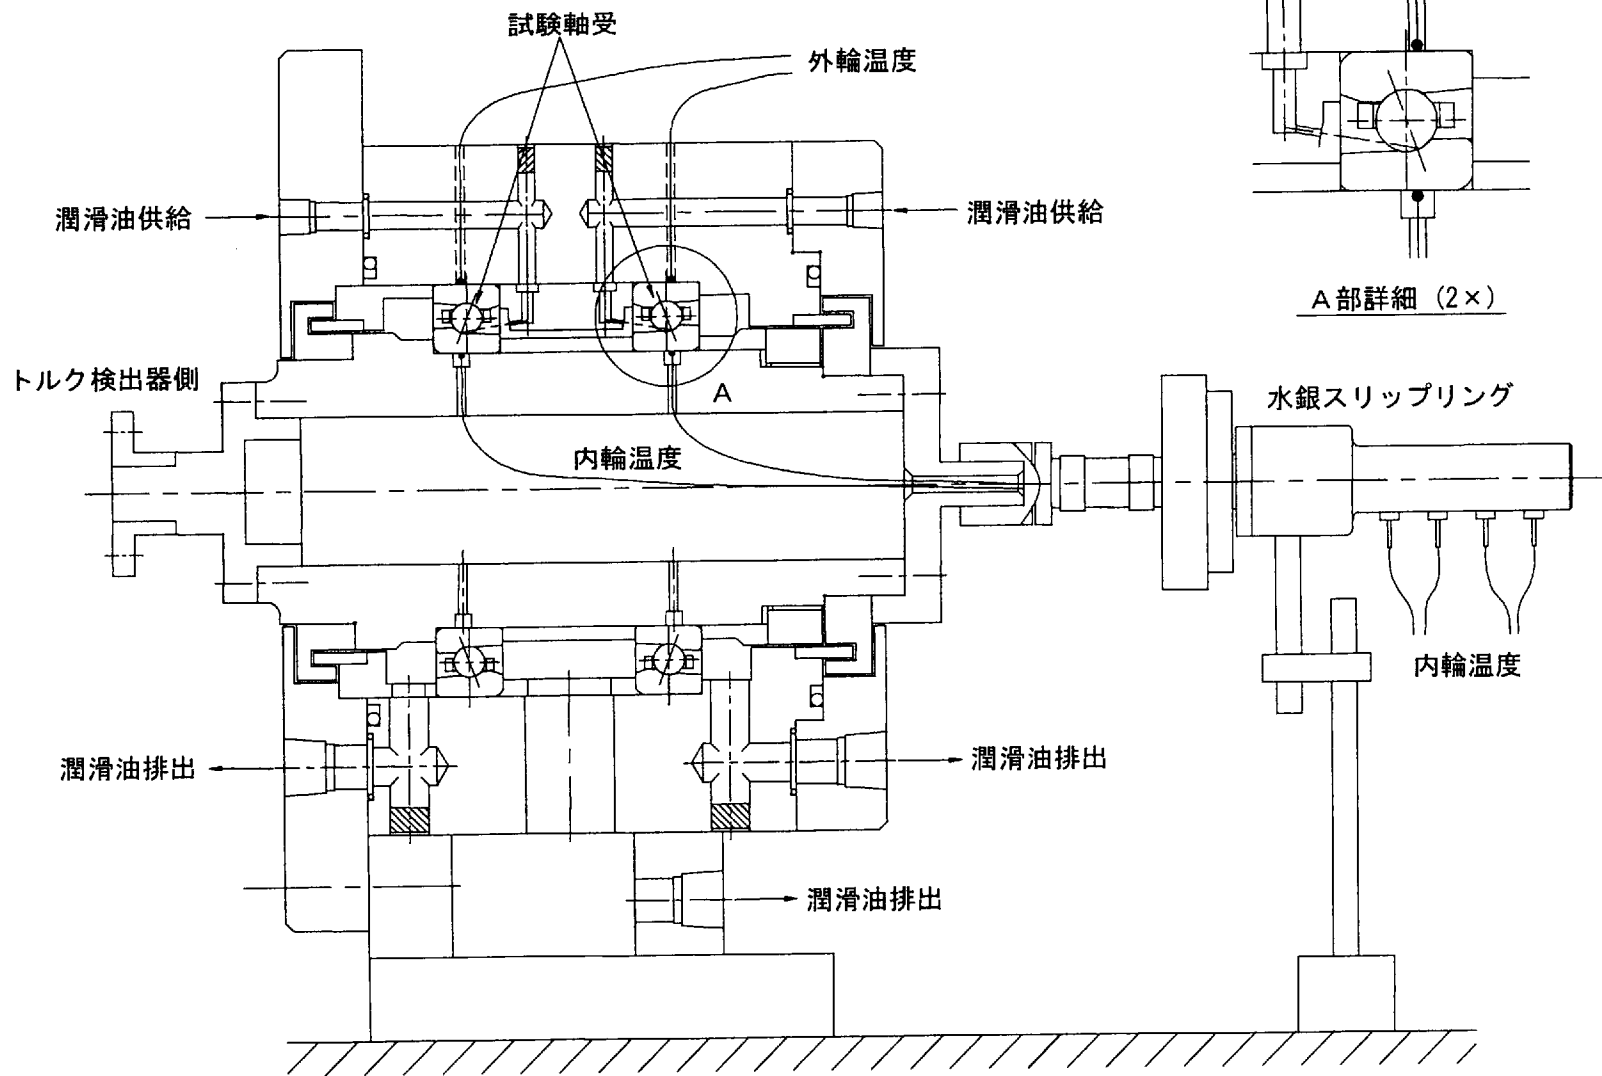 試験軸受
外輪温度
潤滑油供給
潤滑油供給
A部詳細 (2×)
トルク検出器側
A
水銀スリップリング
内輪温度
内輪温度
潤滑油排出
潤滑油排出
潤滑油排出